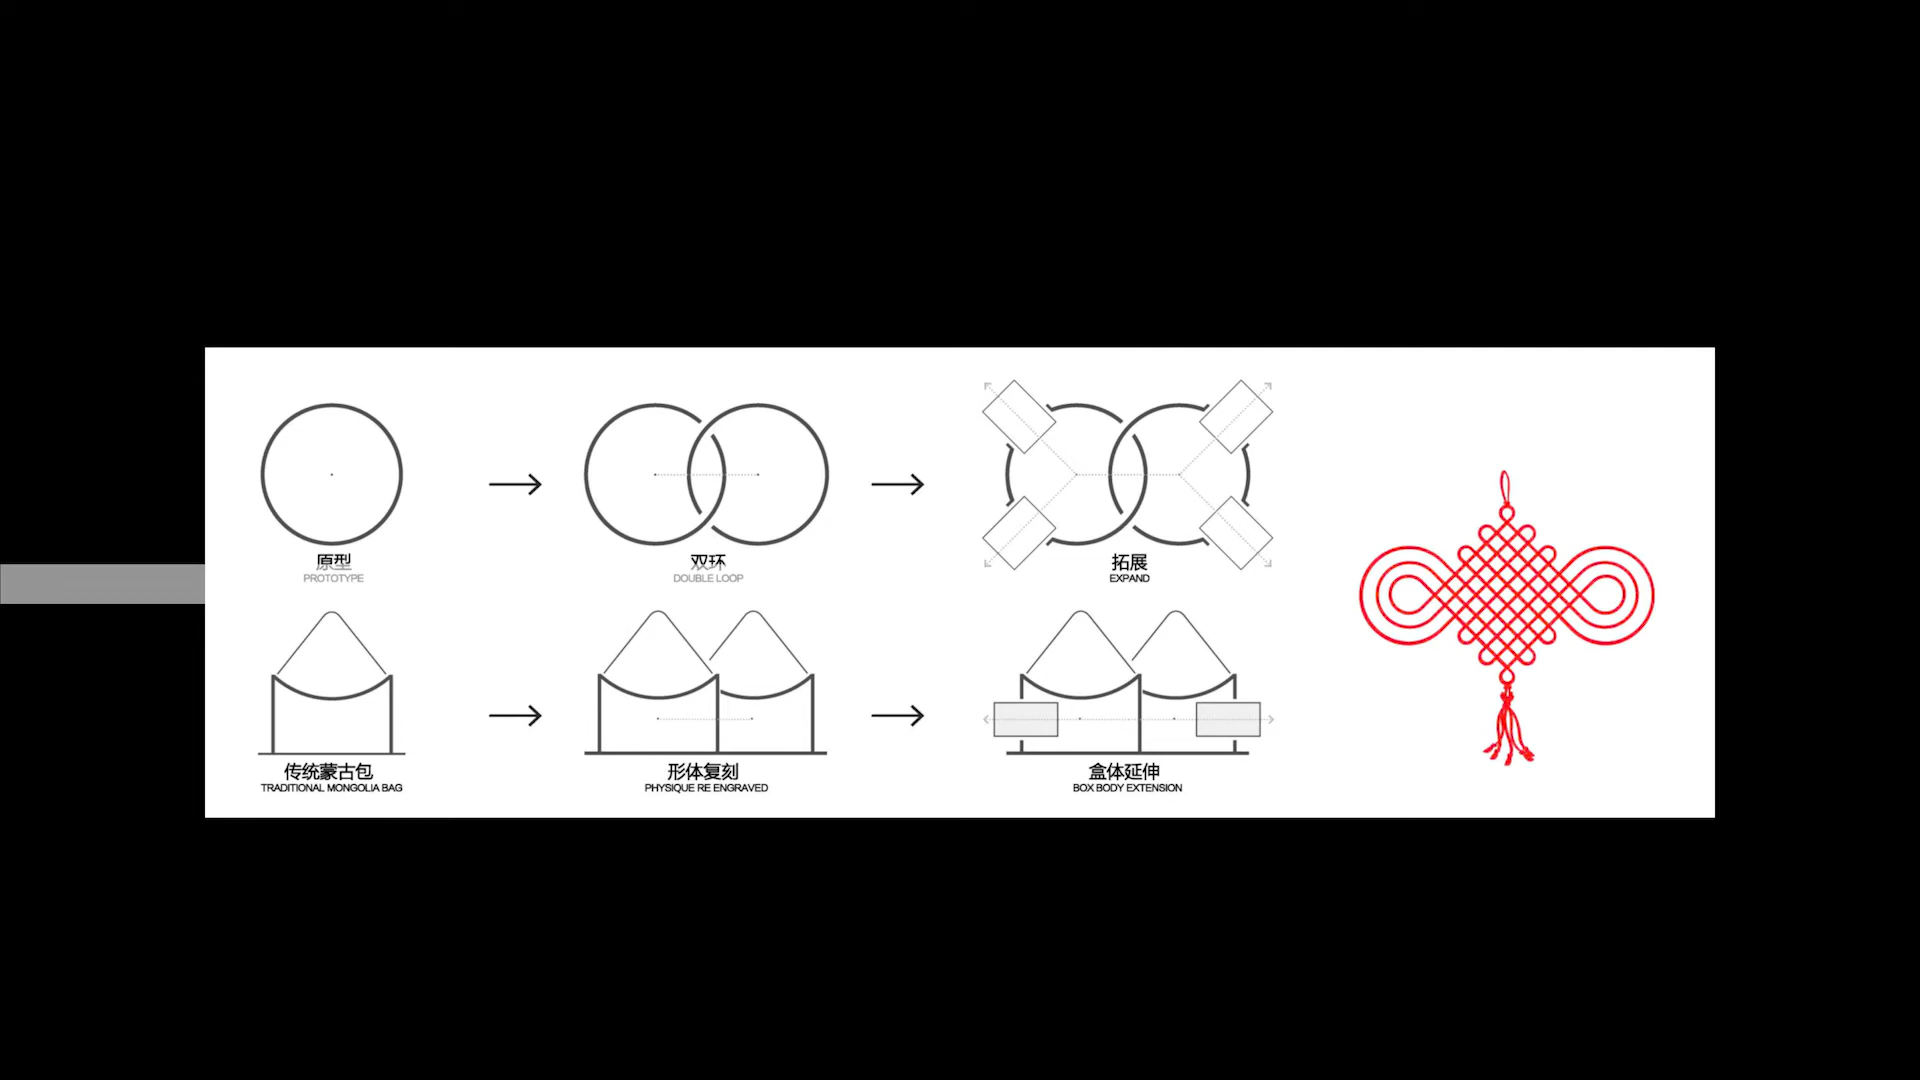 原型
PROTOTYPE
双环
DOUBLE LOOP
拓展
EXPAND
传统蒙古包
TRADITIONAL MONGOLIA BAG
形体复刻
PHYSIQUE RE ENGRAVED
盒体延伸
BOX BODY EXTENSION